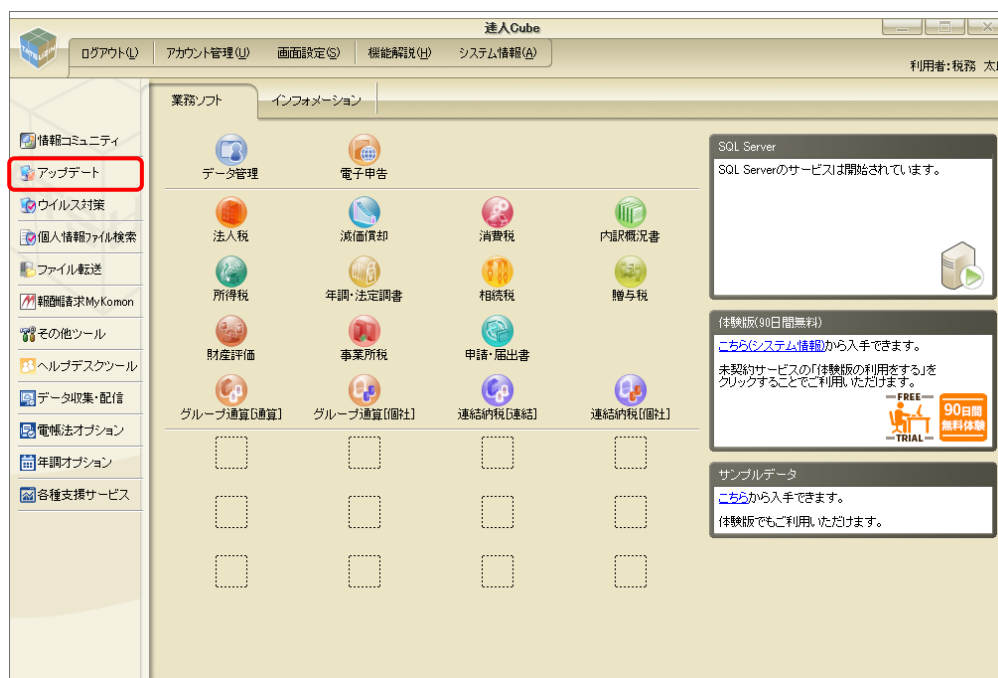 達人Cube
ログアウト(L)
アカウント管理(U)
画面設定(S)
機能解説(H)
システム情報(A)
利用者:税務 太
業務ソフト
インフォメーション
情報コミュニティ
アップデート
ウイルス対策
個人情報ファイル検索
ファイル転送
報酬請求MyKomon
その他ツール
ヘルプデスクツール
データ収集・配信
電帳法オプション
年調オプション
各種支援サービス
データ管理
電子申告
法人税
減価償却
消費税
内訳概況書
所得税
年調・法定調書
相続税
贈与税
財産評価
事業所税
申請・届出書
グループ通算[通算]
グループ通算[個社]
連結納税[連結]
連結納税[個社]
SQL Server
SQL Serverのサービスは開始されています。
体験版(90日間無料)
こちら(システム情報)から入手できます。
未契約サービスの「体験版の利用をする」を
クリックすることでご利用いただけます。
FREE
TRIAL
90日間
無料体験
サンプルデータ
こちらから入手できます。
体験版でもご利用いただけます。